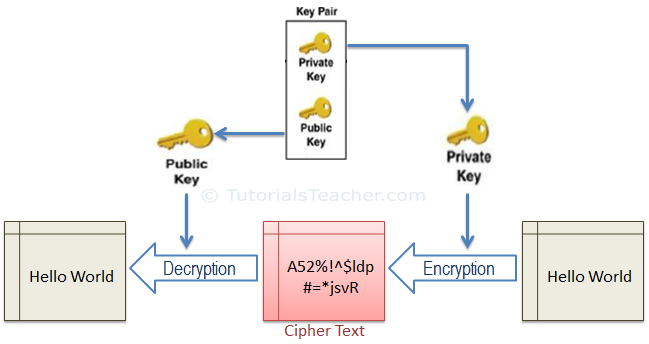 Key Pair
Private
Key
Public
Key
Public
Key
Private
Key
© TutorialsTeacher.com
Hello World
Decryption
A52%!^$ldp
#=*jsvR
Encryption
Hello World
Cipher Text